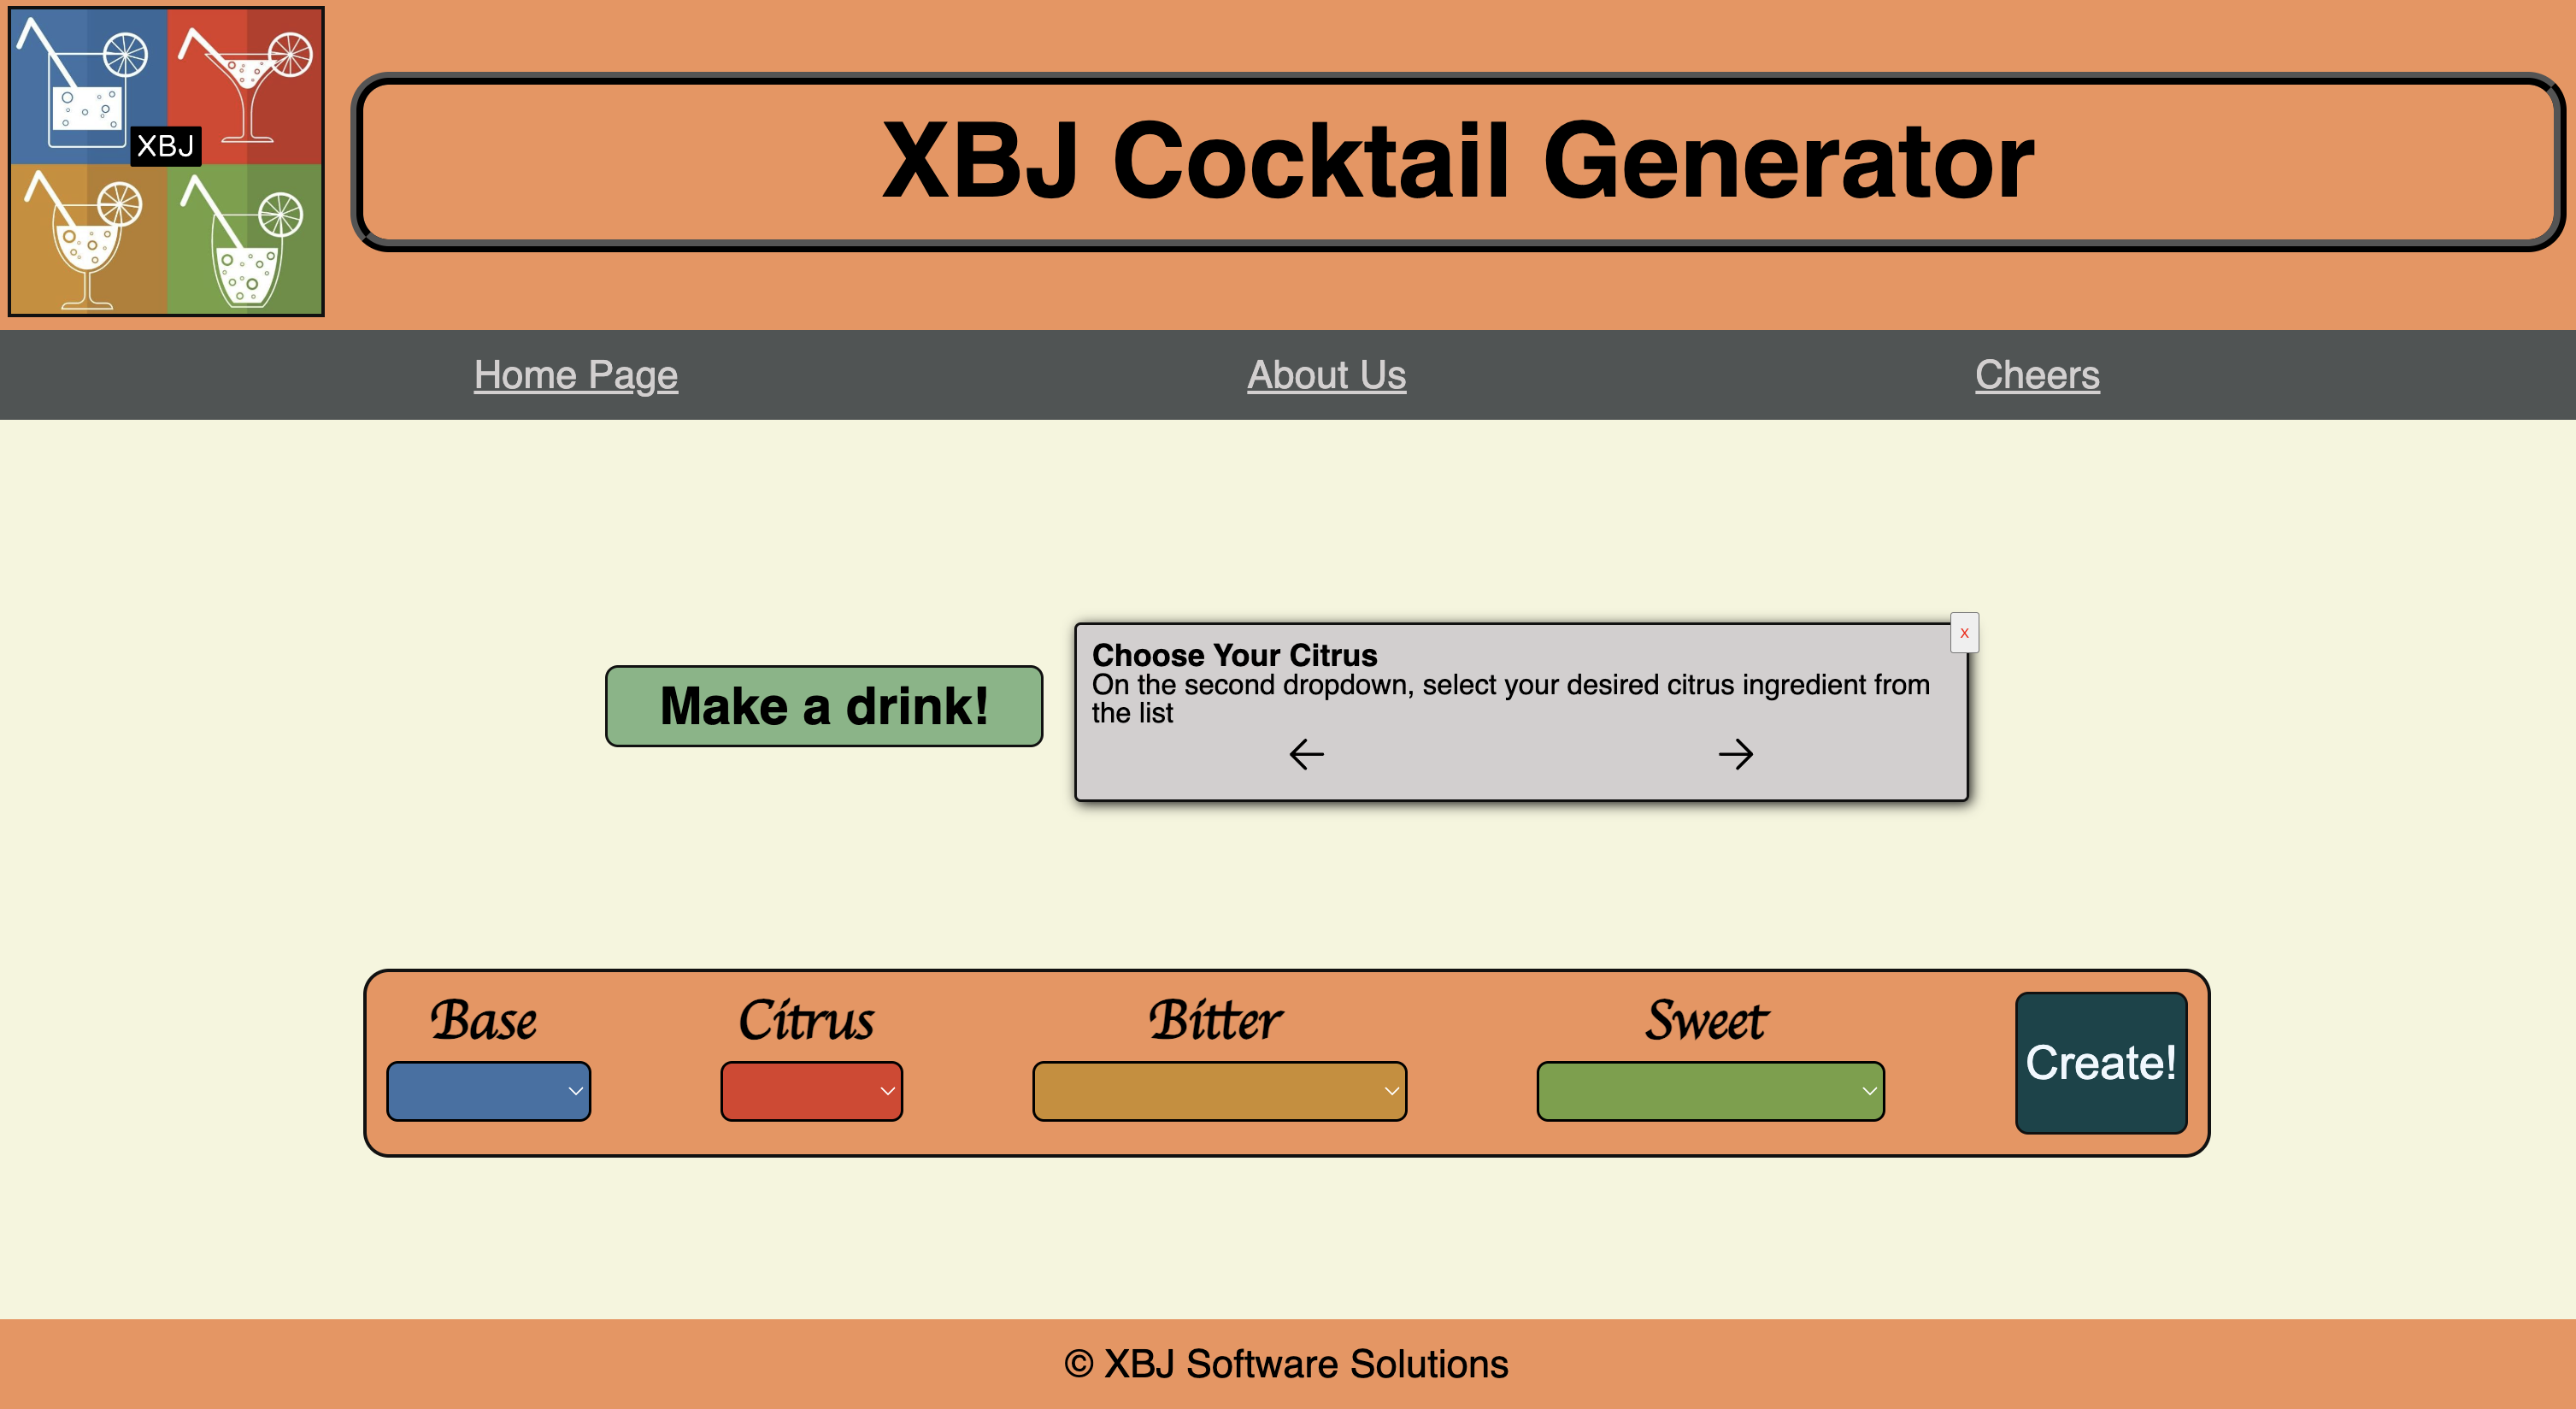 XBJ
XBJ Cocktail Generator
Home Page
About Us
Cheers
Make a drink!
x
Choose Your Citrus
On the second dropdown, select your desired citrus ingredient from
the list
Base
Citrus
Bitter
Sweet
Create!
© XBJ Software Solutions